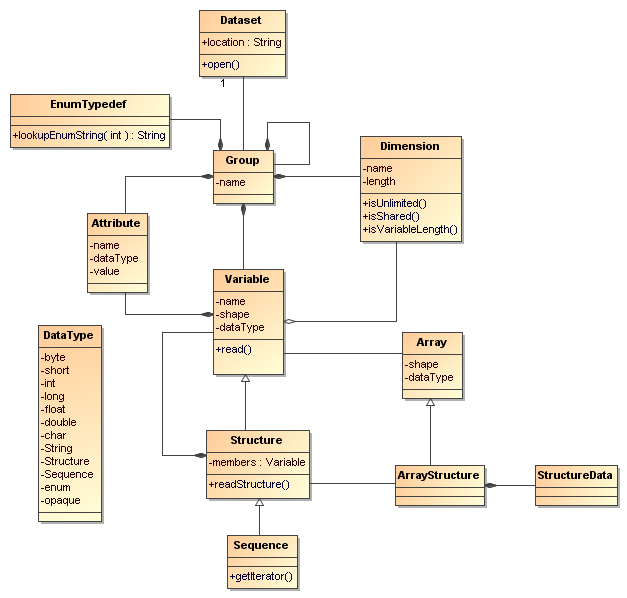 Dataset
+location : String
+open()
1
EnumTypedef
+lookupEnumString( int ) : String
Group
-name
Dimension
-name
-length
+isUnlimited()
+isShared()
+isVariableLength()
Attribute
-name
-dataType
-value
Variable
-name
-shape
-dataType
+read()
DataType
-byte
-short
-int
-long
-float
-double
-char
-String
-Structure
-Sequence
-enum
-opaque
Array
-shape
-dataType
Structure
-members : Variable
+readStructure()
ArrayStructure
StructureData
Sequence
+getIterator()